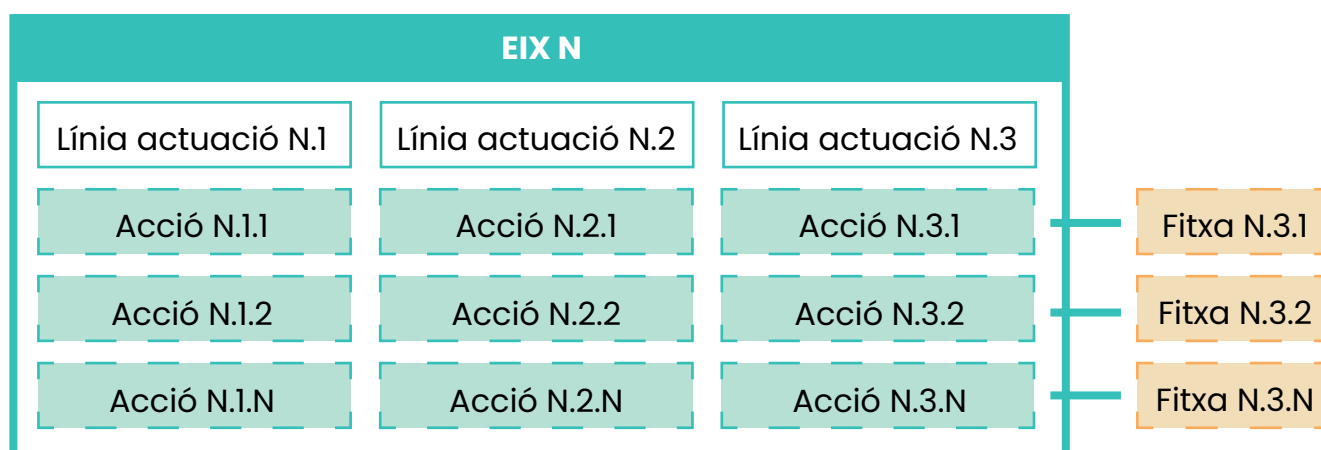 EIX N
Línia actuació N.1 Línia actuació N.2 Línia actuació N.3
Acció N.1.1 Acció N.2.1 Acció N.3.1 Fitxa N.3.1
Acció N.1.2 Acció N.2.2 Acció N.3.2 Fitxa N.3.2
Acció N.1.N Acció N.2.N Acció N.3.N Fitxa N.3.N